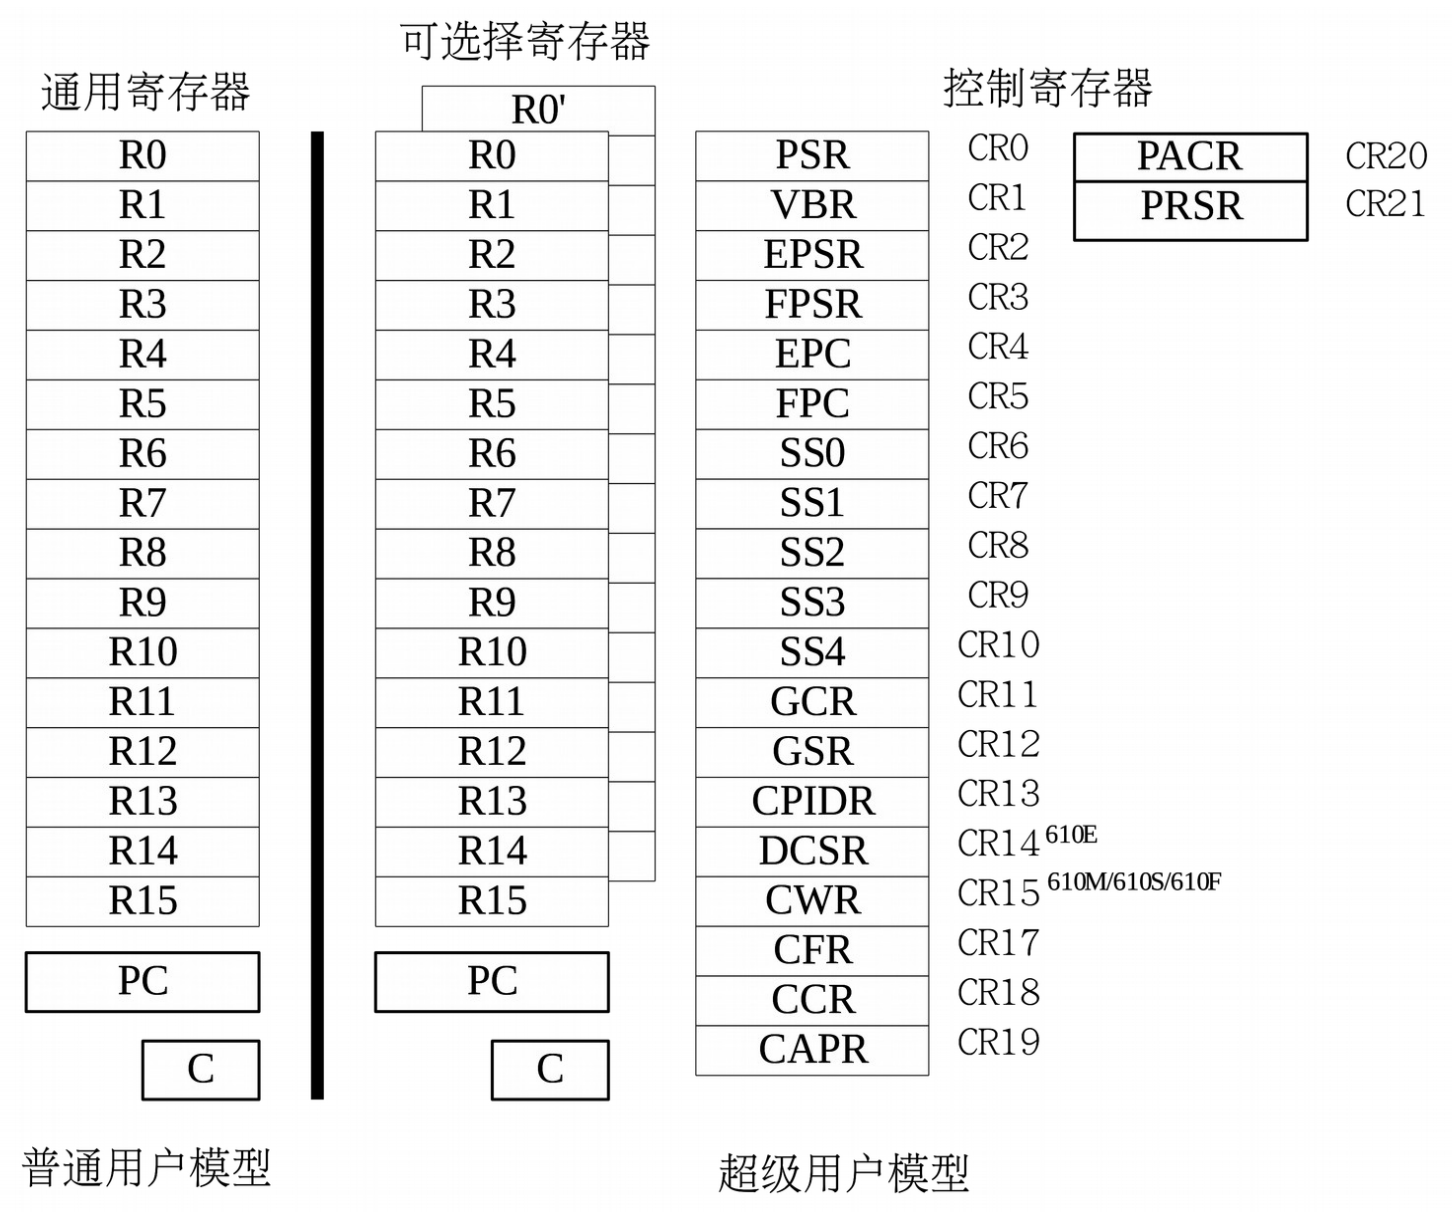 可选择寄存器
通用寄存器
控制寄存器
R0'
R0 R0 PSR CR0 PACR CR20
R1 R1 VBR CR1 PRSR CR21
R2 R2 EPSR CR2
R3 R3 FPSR CR3
R4 R4 EPC CR4
R5 R5 FPC CR5
R6 R6 SS0 CR6
R7 R7 SS1 CR7
R8 R8 SS2 CR8
R9 R9 SS3 CR9
R10 R10 SS4 CR10
R11 R11 GCR CR11
R12 R12 GSR CR12
R13 R13 CPIDR CR13
R14 R14 DCSR CR14 610E
R15 R15 CWR CR15 610M/610S/610F
CFR CR17
PC PC CCR CR18
CAPR CR19
C C
普通用户模型
超级用户模型